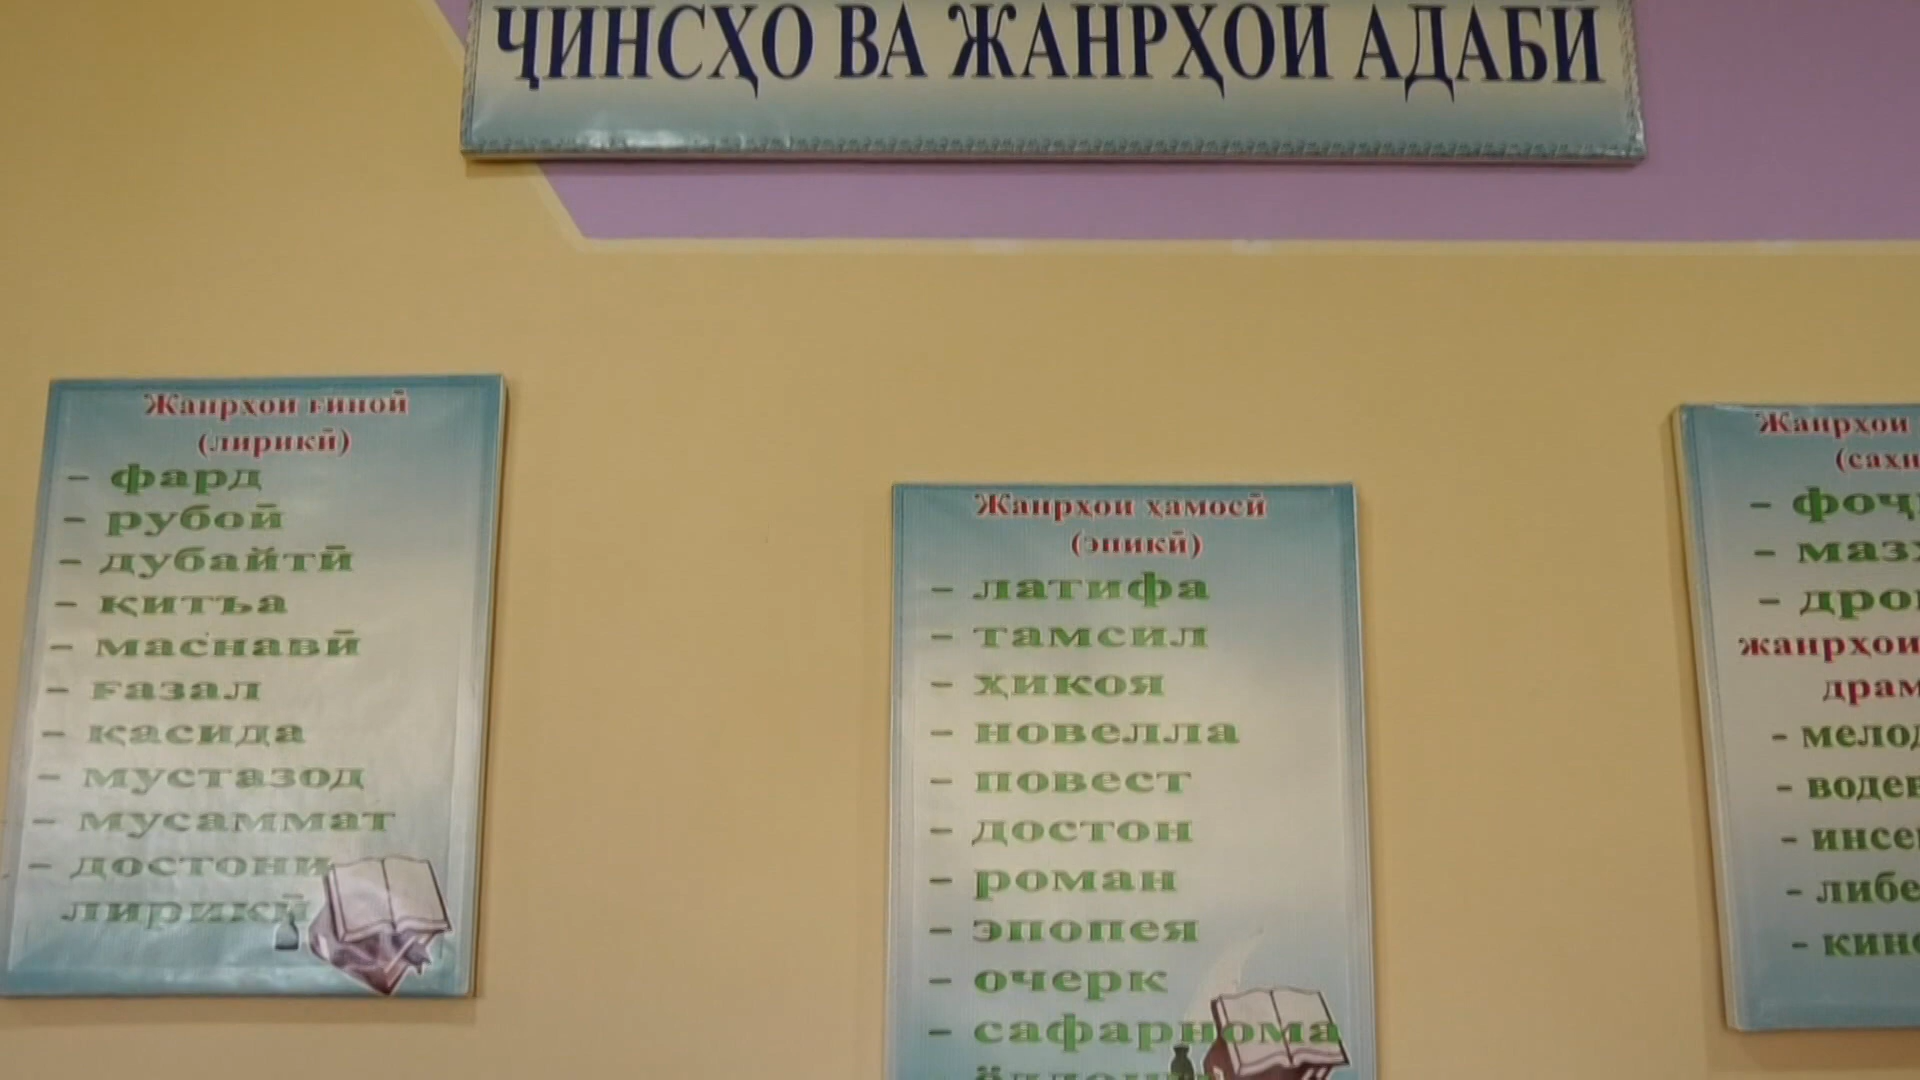 ҶИНСҲО ВА ЖАНРҲОИ АДАБӢ
Жанрҳои ғиноӣ
(лирикӣ)
- фард
- рубоӣ
- дубайтӣ
- қитъа
- маснавӣ
- ғазал
- қасида
- мустазод
- мусаммат
- достони
лирикӣ
Жанрҳои ҳамосӣ
(эпикӣ)
- латифа
- тамсил
- ҳикоя
- новелла
- повест
- достон
- роман
- эпопея
- очерк
- сафарнома
Жанрҳои
жанрҳои